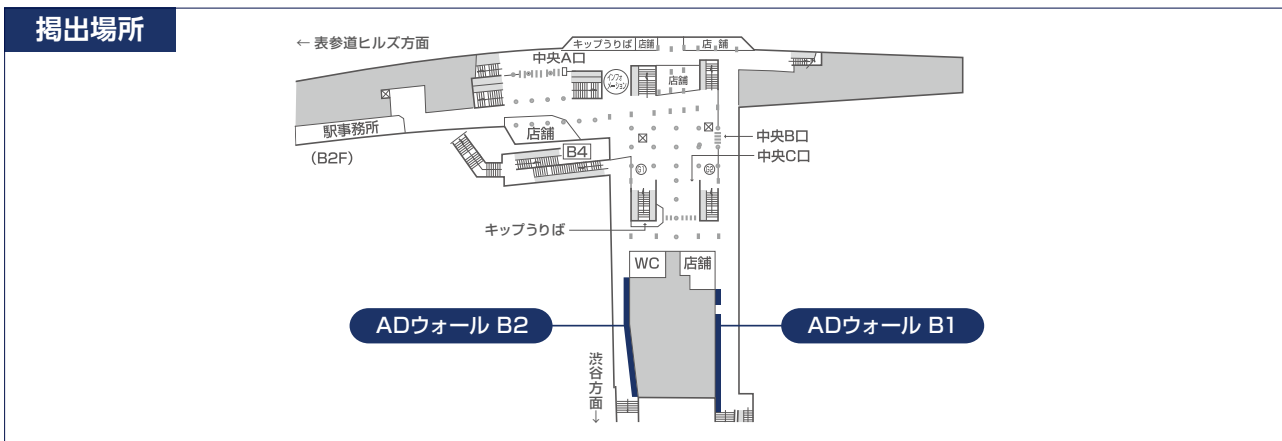 掲出場所
← 表参道ヒルズ方面
キップうりば
店舗
店 舗
中央A口
インフォメーション
店舗
駅事務所
(B2F)
店舗
B4
中央B口
中央C口
キップうりば
WC
店舗
ADウォール B2
ADウォール B1
渋谷方面→